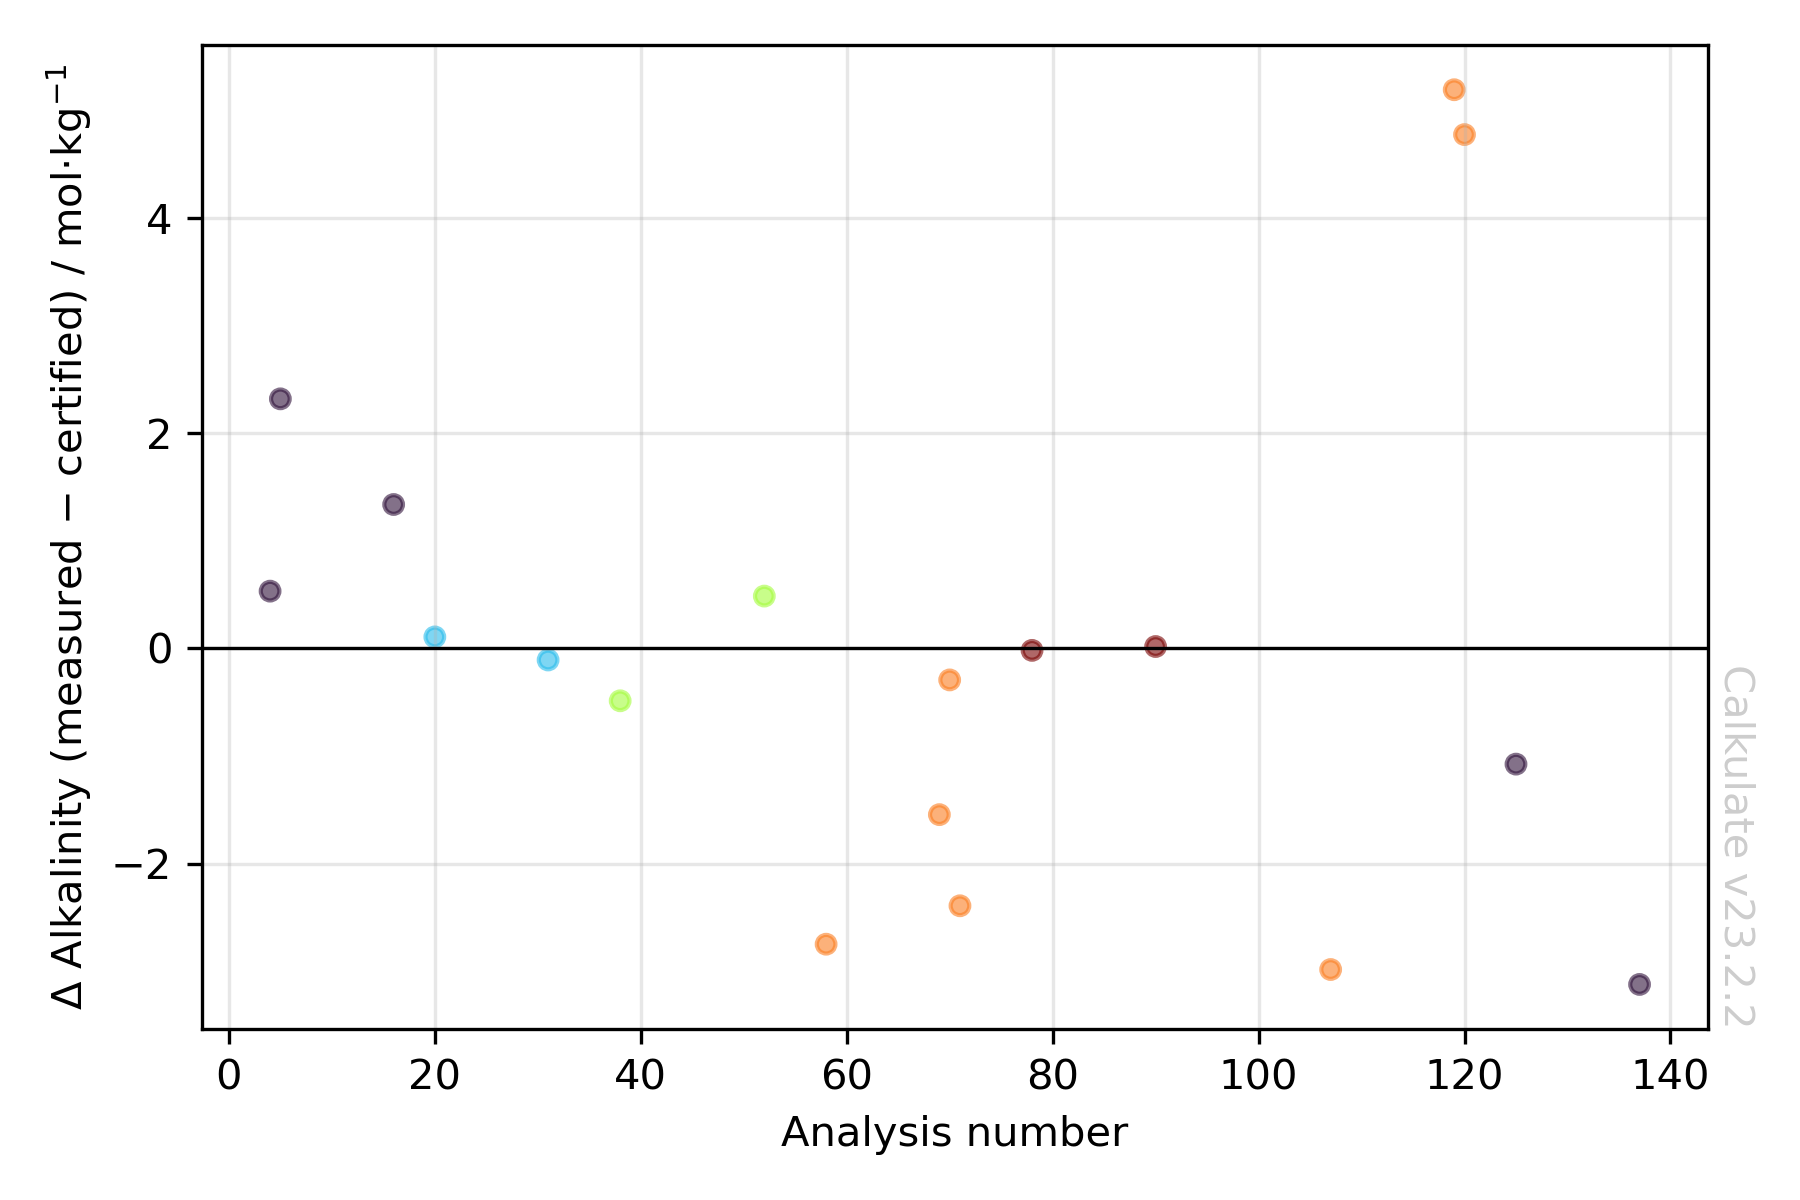 Δ Alkalinity (measured − certified) / mol·kg⁻¹
4
2
0
−2
0 20 40 60 80 100 120 140
Analysis number
Calkulate v23.2.2